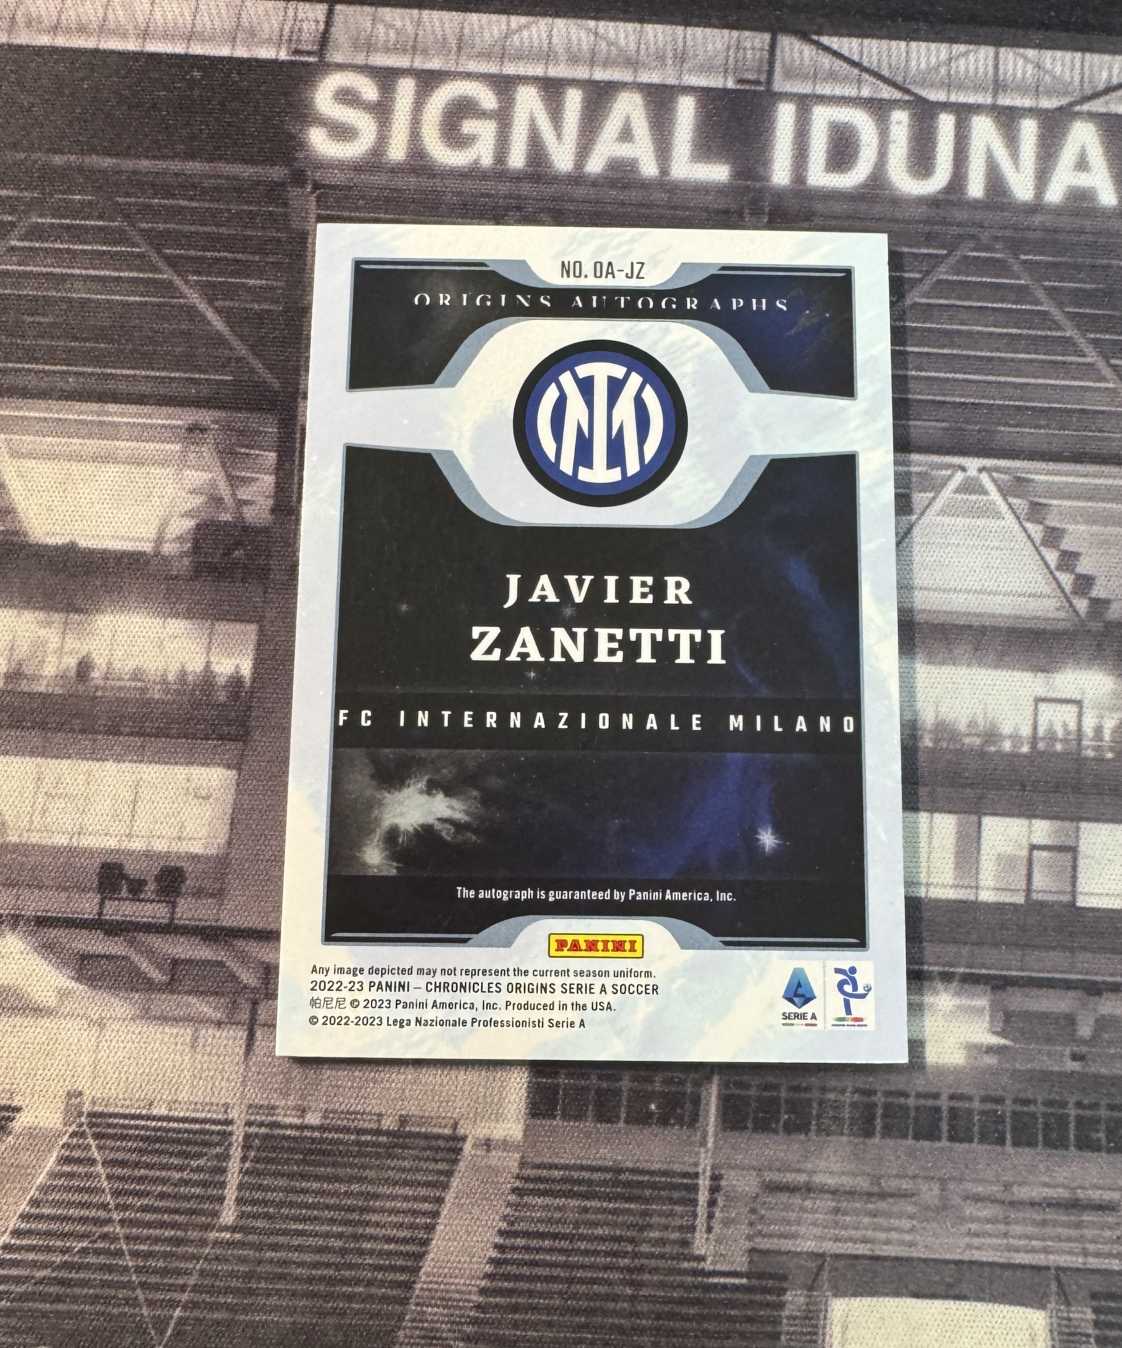 SIGNAL IDUNA
NO. OA-JZ
ORIGINS AUTOGRAPHS
JAVIER
ZANETTI
FC INTERNAZIONALE MILANO
The autograph is guaranteed by Panini America, Inc.
PANINI
Any image depicted may not represent the current season uniform.
2022-23 PANINI – CHRONICLES ORIGINS SERIE A SOCCER
帕尼尼 © 2023 Panini America, Inc. Produced in the USA.
© 2022-2023 Lega Nazionale Professionisti Serie A
SERIE A